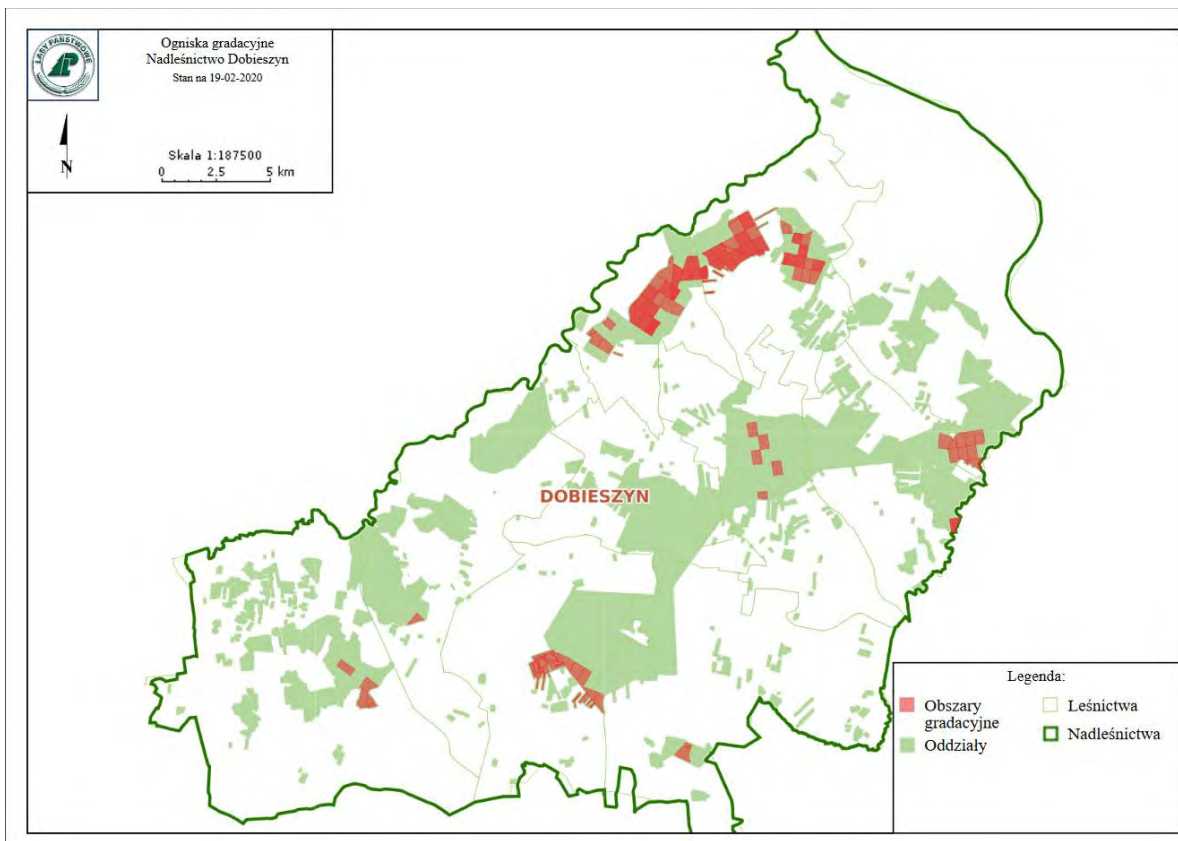 LASY PAŃSTWOWE
Ogniska gradacyjne
Nadleśnictwo Dobieszyn
Stan na 19-02-2020
N
Skala 1:187500
0 2.5 5 km
DOBIESZYN
Legenda:
Obszary
gradacyjne
Leśnictwa
Oddziały
Nadleśnictwa